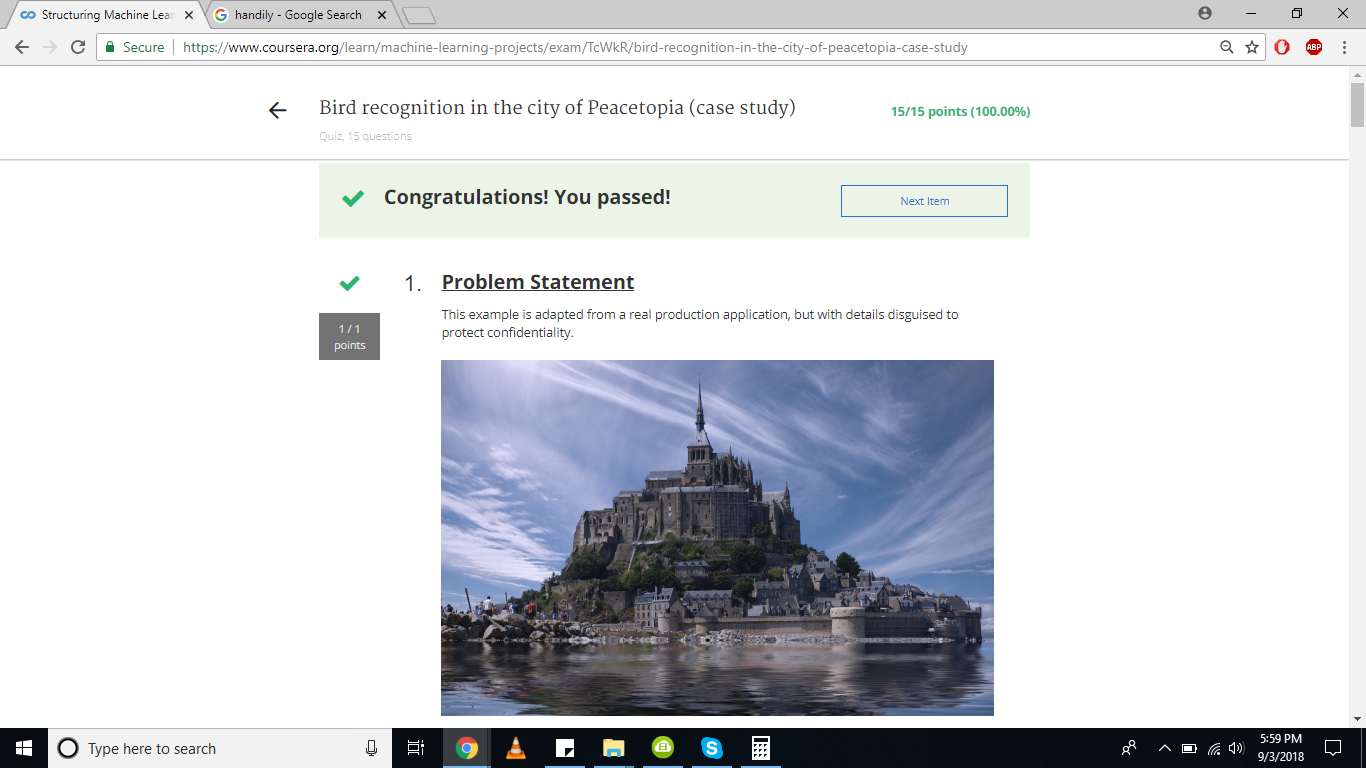 Structuring Machine Lear
handily - Google Search
Secure
https://www.coursera.org/learn/machine-learning-projects/exam/TcWkR/bird-recognition-in-the-city-of-peacetopia-case-study
ABP
Bird recognition in the city of Peacetopia (case study)
15/15 points (100.00%)
Quiz, 15 questions
Congratulations! You passed!
Next Item
1. Problem Statement
1 / 1
points
This example is adapted from a real production application, but with details disguised to
protect confidentiality.
Type here to search
5:59 PM
9/3/2018